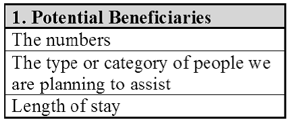 1. Potential Beneficiaries
The numbers
The type or category of people we
are planning to assist
Length of stay